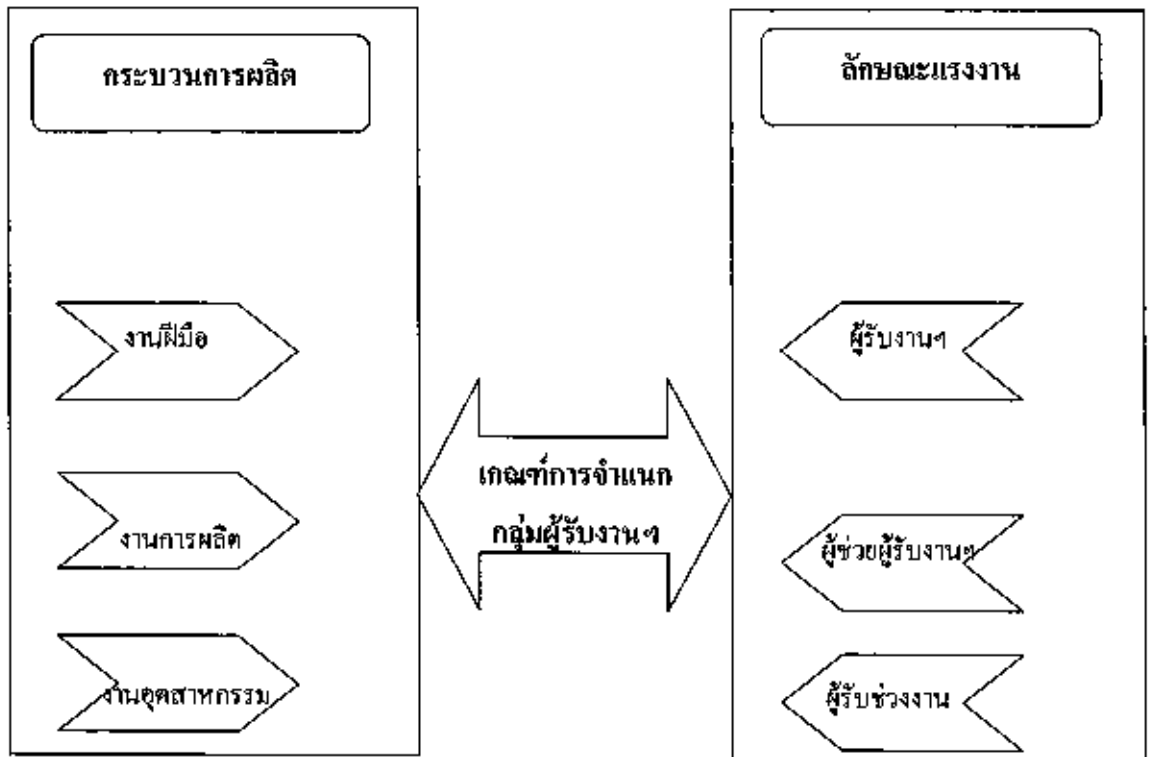 กระบวนการผลิต
งานฝีมือ
งานการผลิต
งานอุตสาหกรรม
เกณฑ์การจำแนก
กลุ่มผู้รับงานฯ
ลักษณะแรงงาน
ผู้รับงานฯ
ผู้ช่วยผู้รับงานฯ
ผู้รับช่วงงาน